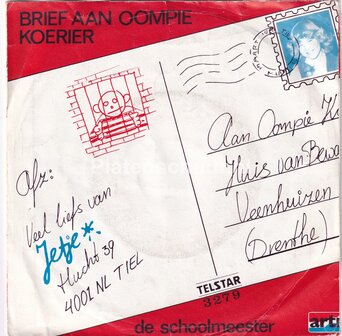 BRIEF AAN OOMPIE
KOERIER
Aan Oompie K
Huis van Bewa
Veenhuizen
(Drenthe)
Afz:
Veel liefs van
Jetje*.
Hucht 39
4001 NL TIEL
TELSTAR
3279
de schoolmeester